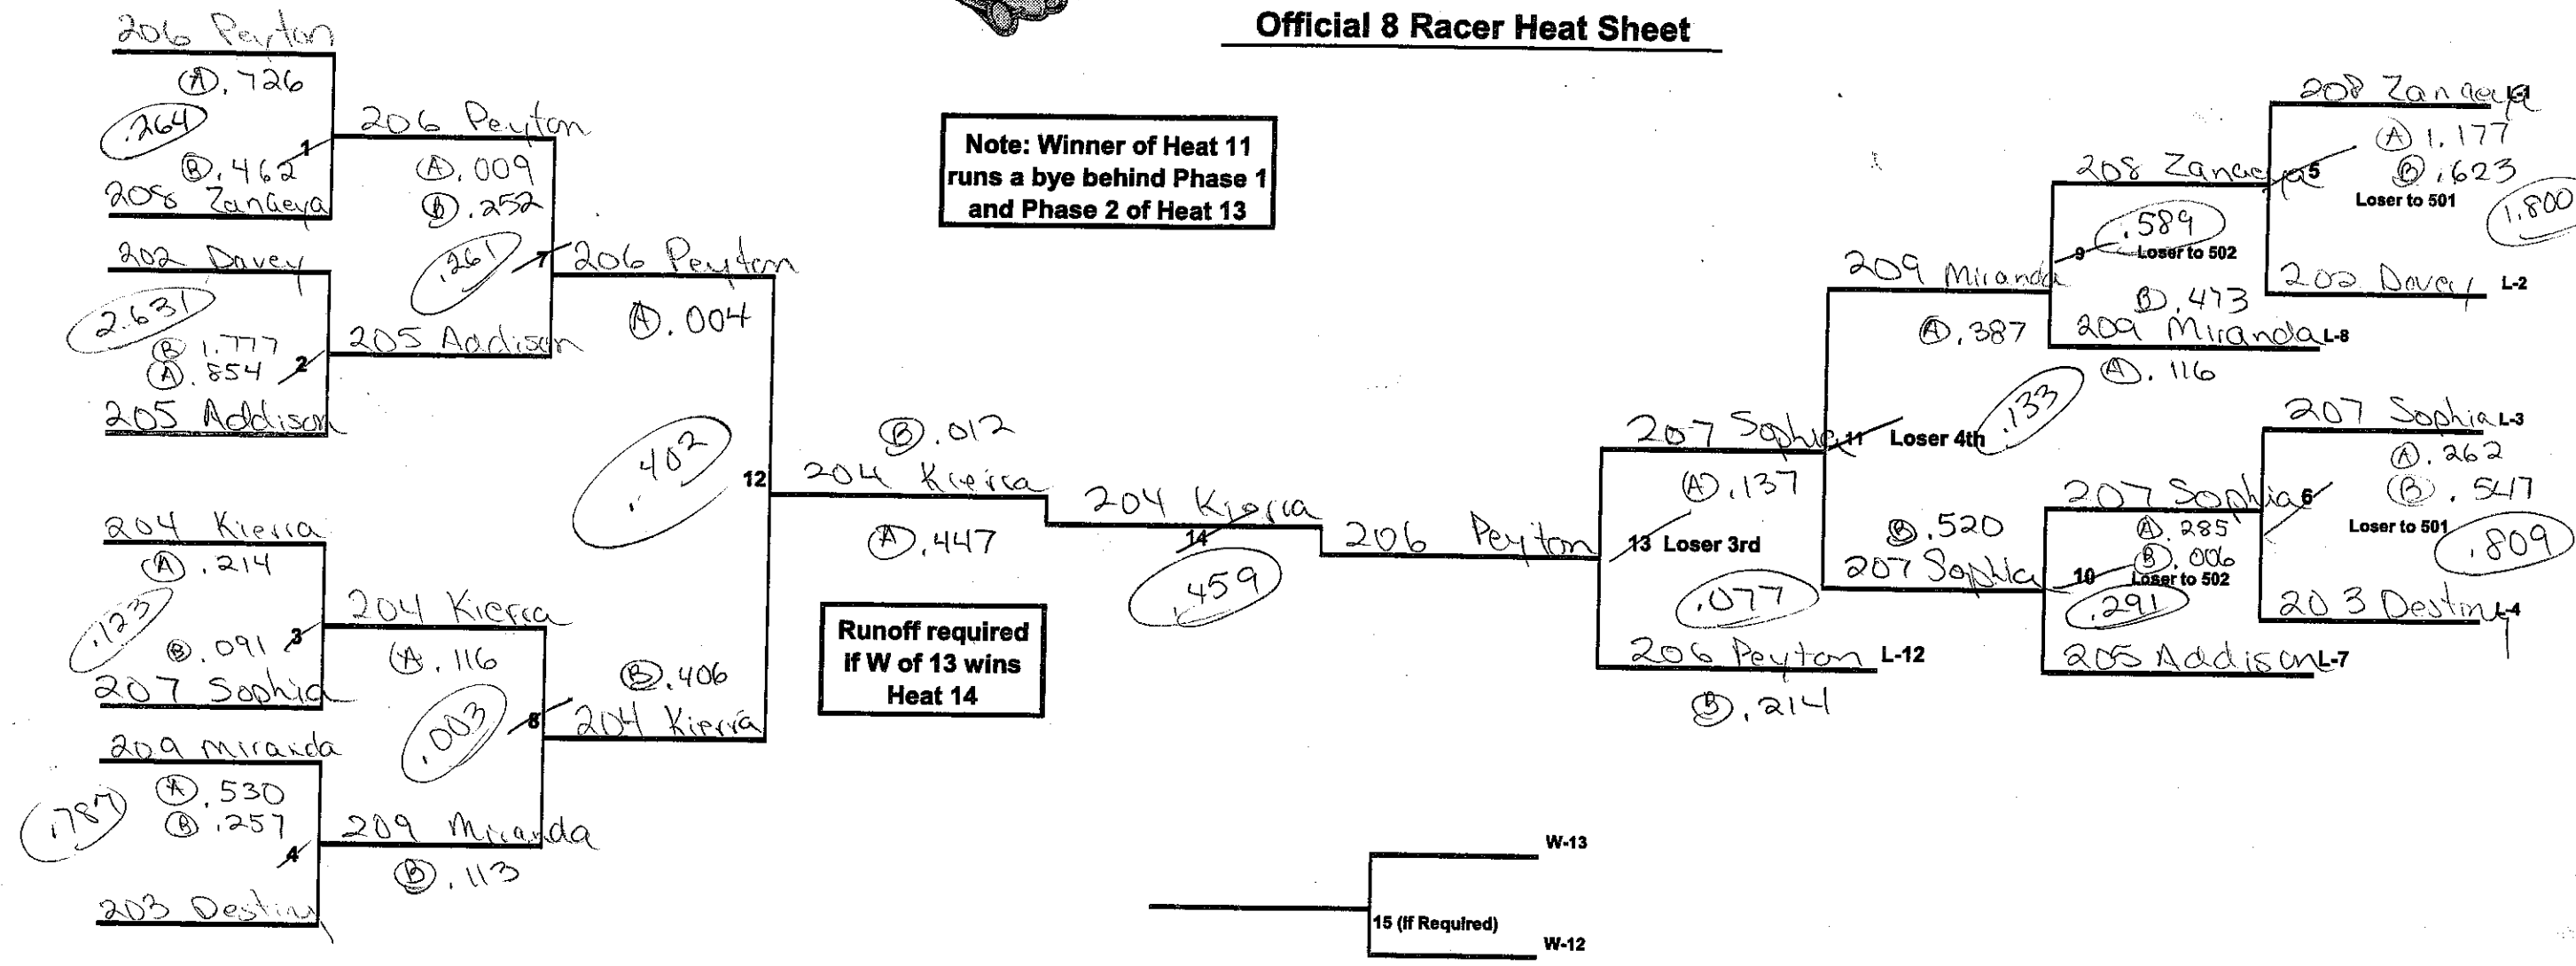 Official 8 Racer Heat Sheet
206 Peyton
Ⓐ .726
.264
Ⓑ .462
1
208 Zanaeya
206 Peyton
Ⓐ .009
Ⓑ .252
.261
7
202 Davey
2.631
Ⓑ 1.777
Ⓐ .854
2
205 Addison
205 Addison
206 Peyton
Ⓐ .004
.402
12
204 Kierra
Ⓐ .214
.123
Ⓑ .091
3
207 Sophia
204 Kierra
Ⓐ .116
.003
8
Ⓑ .406
204 Kierra
209 Miranda
.787
Ⓐ .530
Ⓑ .257
4
203 Destiny
209 Miranda
Ⓑ .113
Note: Winner of Heat 11
runs a bye behind Phase 1
and Phase 2 of Heat 13
Ⓑ .012
204 Kierra
Ⓐ .447
204 Kierra
14
.459
206 Peyton
Runoff required
if W of 13 wins
Heat 14
207 Sophia
Ⓐ .137
13 Loser 3rd
.077
206 Peyton L-12
Ⓑ .214
209 Miranda
Ⓐ .387
11 Loser 4th
.133
Ⓑ .520
207 Sophia
208 Zanaeya
.589
9
Loser to 502
Ⓑ .473
209 Miranda L-8
Ⓐ .116
208 Zanaeya L-1
Ⓐ 1.177
5
Ⓑ .623
Loser to 501
1.800
202 Davey L-2
207 Sophia L-3
Ⓐ .262
6
Ⓑ .547
Loser to 501
.809
203 Destiny L-4
207 Sophia
Ⓐ .285
Ⓑ .006
10
Loser to 502
.291
205 Addison L-7
W-13
15 (If Required)
W-12